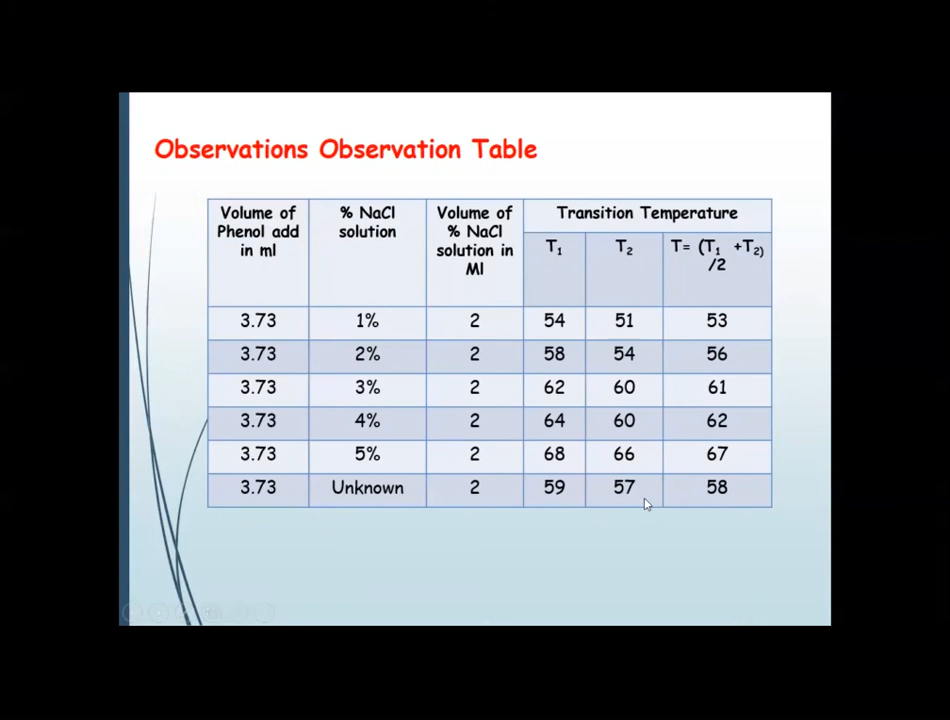 Observations Observation Table
Volume of Phenol add in ml
% NaCl solution
Volume of % NaCl solution in Ml
Transition Temperature
T₁
T₂
T= (T₁ +T₂) /2
3.73 1% 2 54 51 53
3.73 2% 2 58 54 56
3.73 3% 2 62 60 61
3.73 4% 2 64 60 62
3.73 5% 2 68 66 67
3.73 Unknown 2 59 57 58